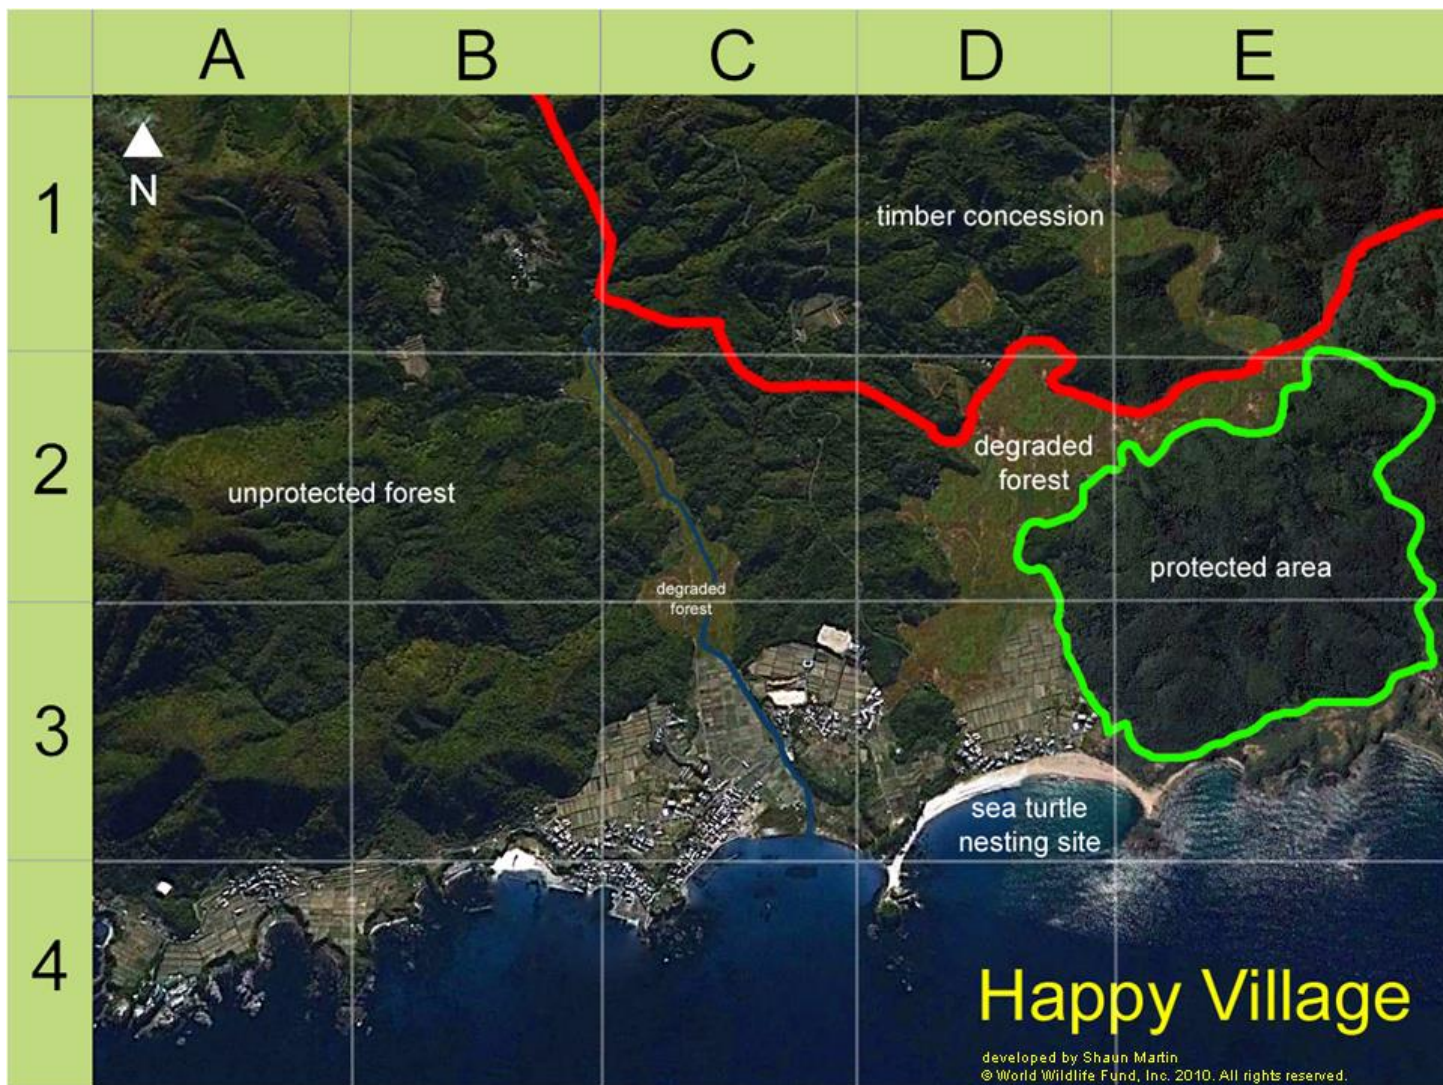 A B C D E
1
N
timber concession
2
degraded
forest
unprotected forest
protected area
degraded
forest
3
sea turtle
nesting site
4
Happy Village
developed by Shaun Martin
© World Wildlife Fund, Inc. 2010. All rights reserved.